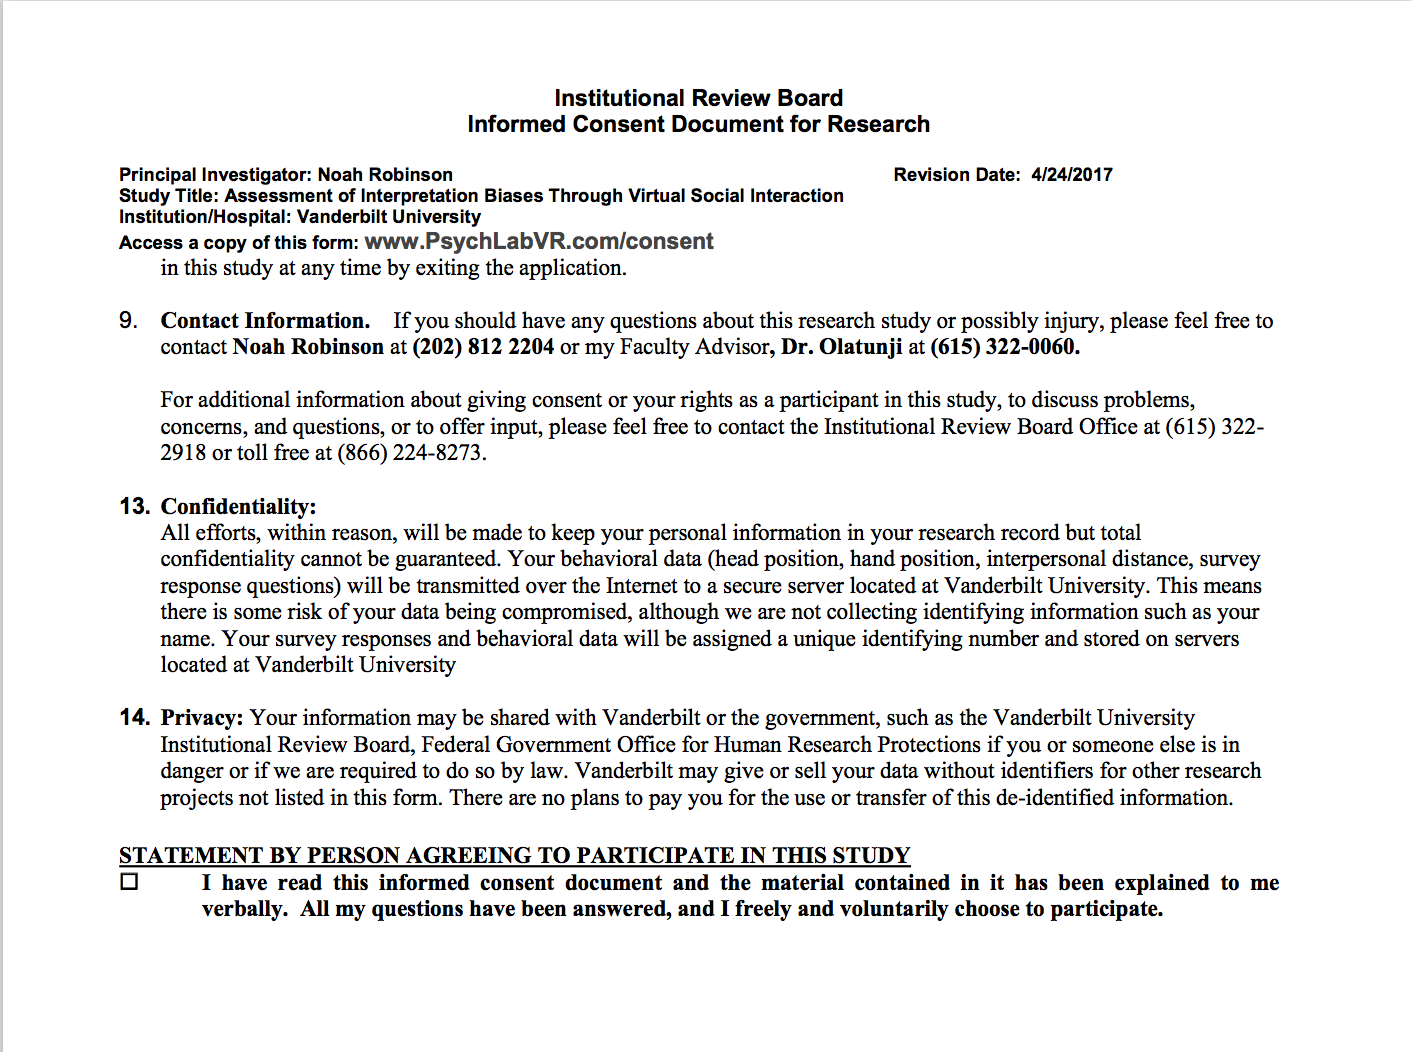 Institutional Review Board
Informed Consent Document for Research
Principal Investigator: Noah Robinson Revision Date: 4/24/2017
Study Title: Assessment of Interpretation Biases Through Virtual Social Interaction
Institution/Hospital: Vanderbilt University
Access a copy of this form: www.PsychLabVR.com/consent
in this study at any time by exiting the application.
9. Contact Information. If you should have any questions about this research study or possibly injury, please feel free to
contact Noah Robinson at (202) 812 2204 or my Faculty Advisor, Dr. Olatunji at (615) 322-0060.
For additional information about giving consent or your rights as a participant in this study, to discuss problems,
concerns, and questions, or to offer input, please feel free to contact the Institutional Review Board Office at (615) 322-
2918 or toll free at (866) 224-8273.
13. Confidentiality:
All efforts, within reason, will be made to keep your personal information in your research record but total
confidentiality cannot be guaranteed. Your behavioral data (head position, hand position, interpersonal distance, survey
response questions) will be transmitted over the Internet to a secure server located at Vanderbilt University. This means
there is some risk of your data being compromised, although we are not collecting identifying information such as your
name. Your survey responses and behavioral data will be assigned a unique identifying number and stored on servers
located at Vanderbilt University
14. Privacy: Your information may be shared with Vanderbilt or the government, such as the Vanderbilt University
Institutional Review Board, Federal Government Office for Human Research Protections if you or someone else is in
danger or if we are required to do so by law. Vanderbilt may give or sell your data without identifiers for other research
projects not listed in this form. There are no plans to pay you for the use or transfer of this de-identified information.
STATEMENT BY PERSON AGREEING TO PARTICIPATE IN THIS STUDY
☐ I have read this informed consent document and the material contained in it has been explained to me
verbally. All my questions have been answered, and I freely and voluntarily choose to participate.